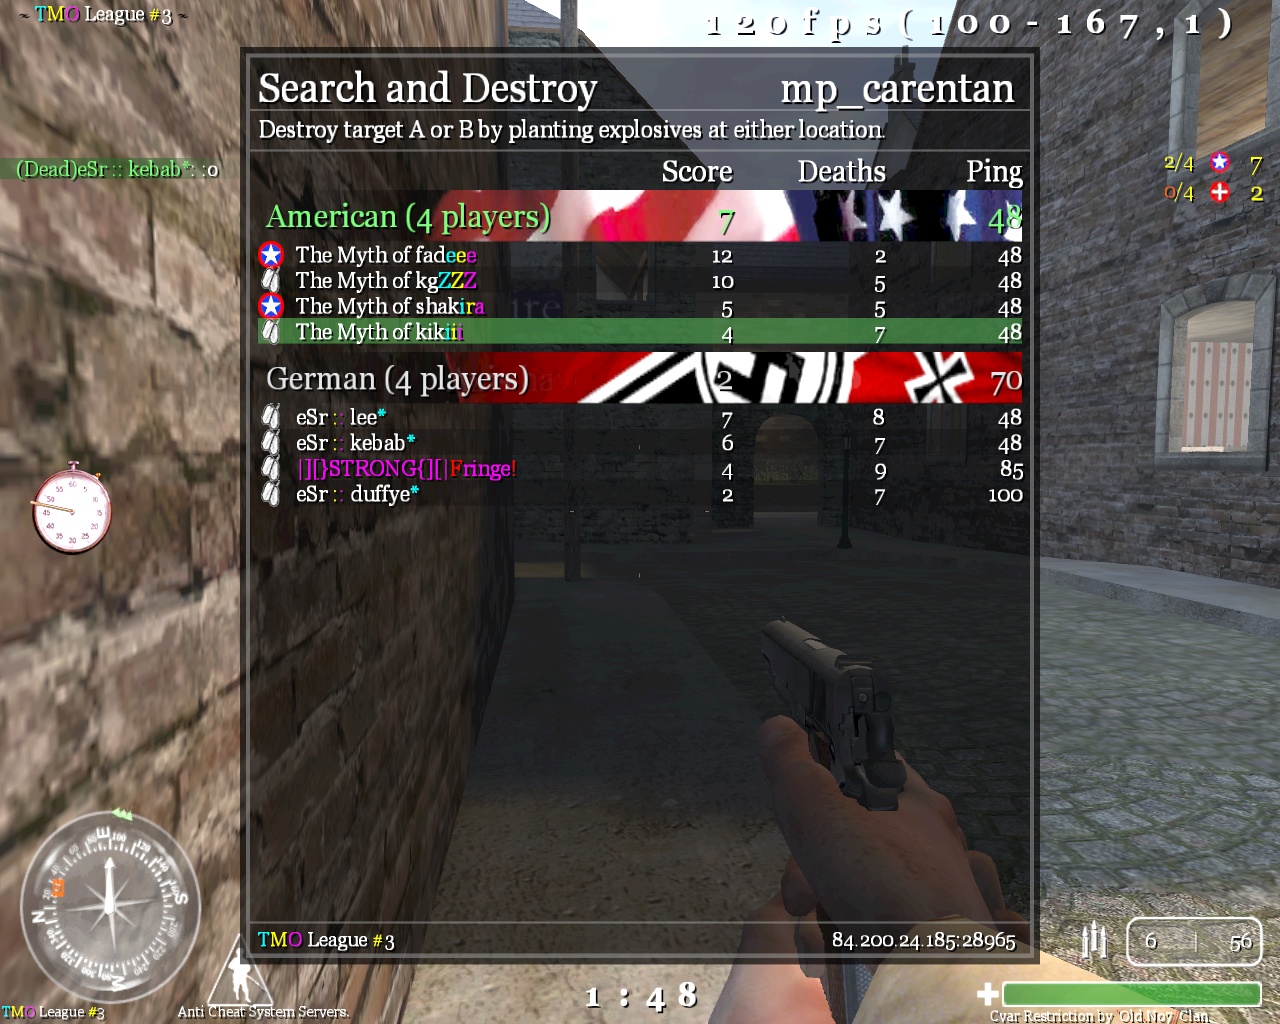 ~ TMO League #3 ~
120fps(100-167,1)
Search and Destroy mp_carentan
Destroy target A or B by planting explosives at either location.
(Dead)eSr :: kebab*: :o
2/4 7
0/4 2
Score Deaths Ping
American (4 players) 7 48
The Myth of fadeee 12 2 48
The Myth of kgZZZ 10 5 48
The Myth of shakira 5 5 48
The Myth of kikiii 4 7 48
German (4 players) 2 70
eSr :: lee* 7 8 48
eSr :: kebab* 6 7 48
|][}STRONG{][|Fringe! 4 9 85
eSr :: duffye* 2 7 100
TMO League #3 84.200.24.185:28965
6 | 56
1:48
TMO League #3
Anti Cheat System Servers.
Cvar Restriction by 'Old Noy 'Clan.